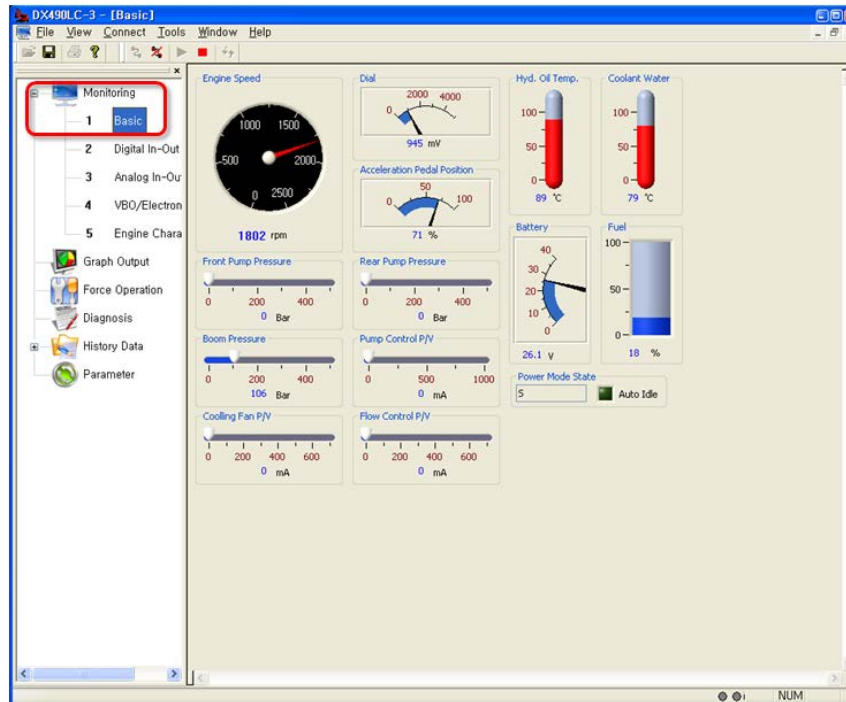 DX490LC-3 - [Basic]
File View Connect Tools Window Help
Monitoring
1 Basic
2 Digital In-Out
3 Analog In-Ou
4 VBO/Electron
5 Engine Chara
Graph Output
Force Operation
Diagnosis
History Data
Parameter
Engine Speed
0 500 1000 1500 2000 2500
1802 rpm
Dial
0 2000 4000
945 mV
Acceleration Pedal Position
0 50 100
71 %
Hyd. Oil Temp.
100
50
0
89 °C
Coolant Water
100
50
0
79 °C
Front Pump Pressure
0 200 400
0 Bar
Rear Pump Pressure
0 200 400
0 Bar
Battery
40
30
20
10
0
26.1 V
Fuel
100
50
0
18 %
Boom Pressure
0 200 400
106 Bar
Pump Control P/V
0 500 1000
0 mA
Power Mode State
S Auto Idle
Cooling Fan P/V
0 200 400 600
0 mA
Flow Control P/V
0 200 400 600
0 mA
NUM